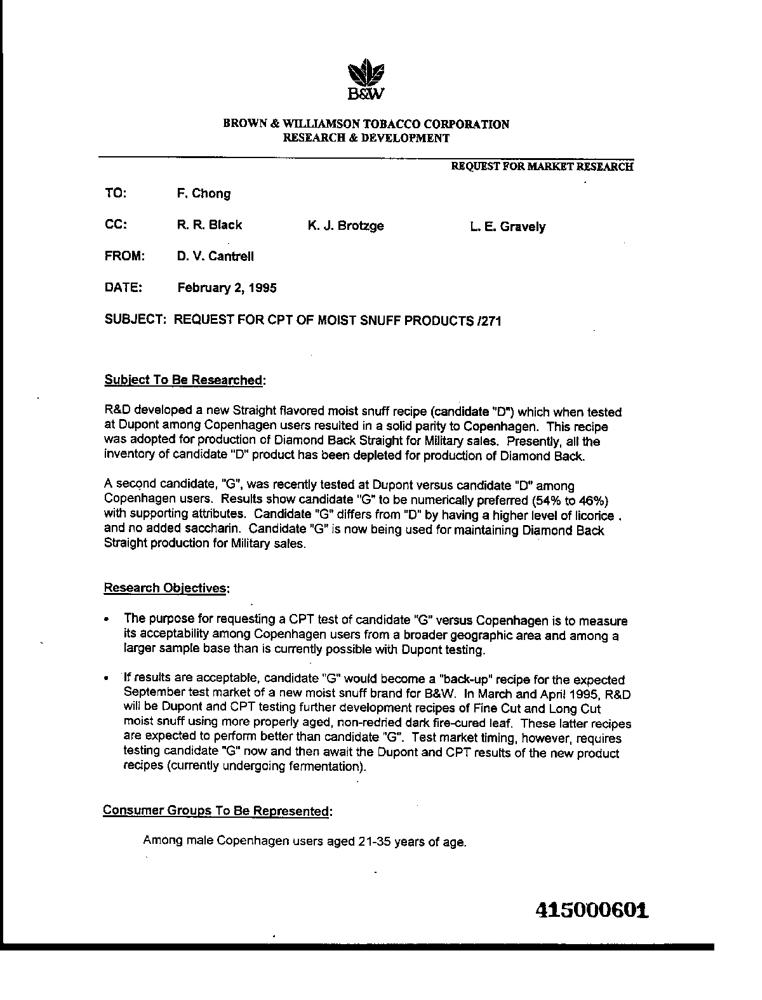 B&W
BROWN & WILLIAMSON TOBACCO CORPORATION
RESEARCH & DEVELOPMENT
REQUEST FOR MARKET RESEARCH
TO: F. Chong
CC: R. R. Black K. J. Brotzge L. E. Gravely
FROM: D. V. Cantrell
DATE: February 2, 1995
SUBJECT: REQUEST FOR CPT OF MOIST SNUFF PRODUCTS /271
Subject To Be Researched:
R&D developed a new Straight flavored moist snuff recipe (candidate "D") which when tested
at Dupont among Copenhagen users resulted in a solid parity to Copenhagen. This recipe
was adopted for production of Diamond Back Straight for Military sales. Presently, all the
inventory of candidate "D" product has been depleted for production of Diamond Back.
A second candidate, "G", was recently tested at Dupont versus candidate "D" among
Copenhagen users. Results show candidate "G" to be numerically preferred (54% to 46%)
with supporting attributes. Candidate "G" differs from "D" by having a higher level of licorice .
and no added saccharin. Candidate "G" is now being used for maintaining Diamond Back
Straight production for Military sales.
Research Objectives:
• The purpose for requesting a CPT test of candidate "G" versus Copenhagen is to measure
its acceptability among Copenhagen users from a broader geographic area and among a
larger sample base than is currently possible with Dupont testing.
• If results are acceptable, candidate "G" would become a "back-up" recipe for the expected
September test market of a new moist snuff brand for B&W. In March and April 1995, R&D
will be Dupont and CPT testing further development recipes of Fine Cut and Long Cut
moist snuff using more properly aged, non-redried dark fire-cured leaf. These latter recipes
are expected to perform better than candidate "G". Test market timing, however, requires
testing candidate "G" now and then await the Dupont and CPT results of the new product
recipes (currently undergoing fermentation).
Consumer Groups To Be Represented:
Among male Copenhagen users aged 21-35 years of age.
415000601